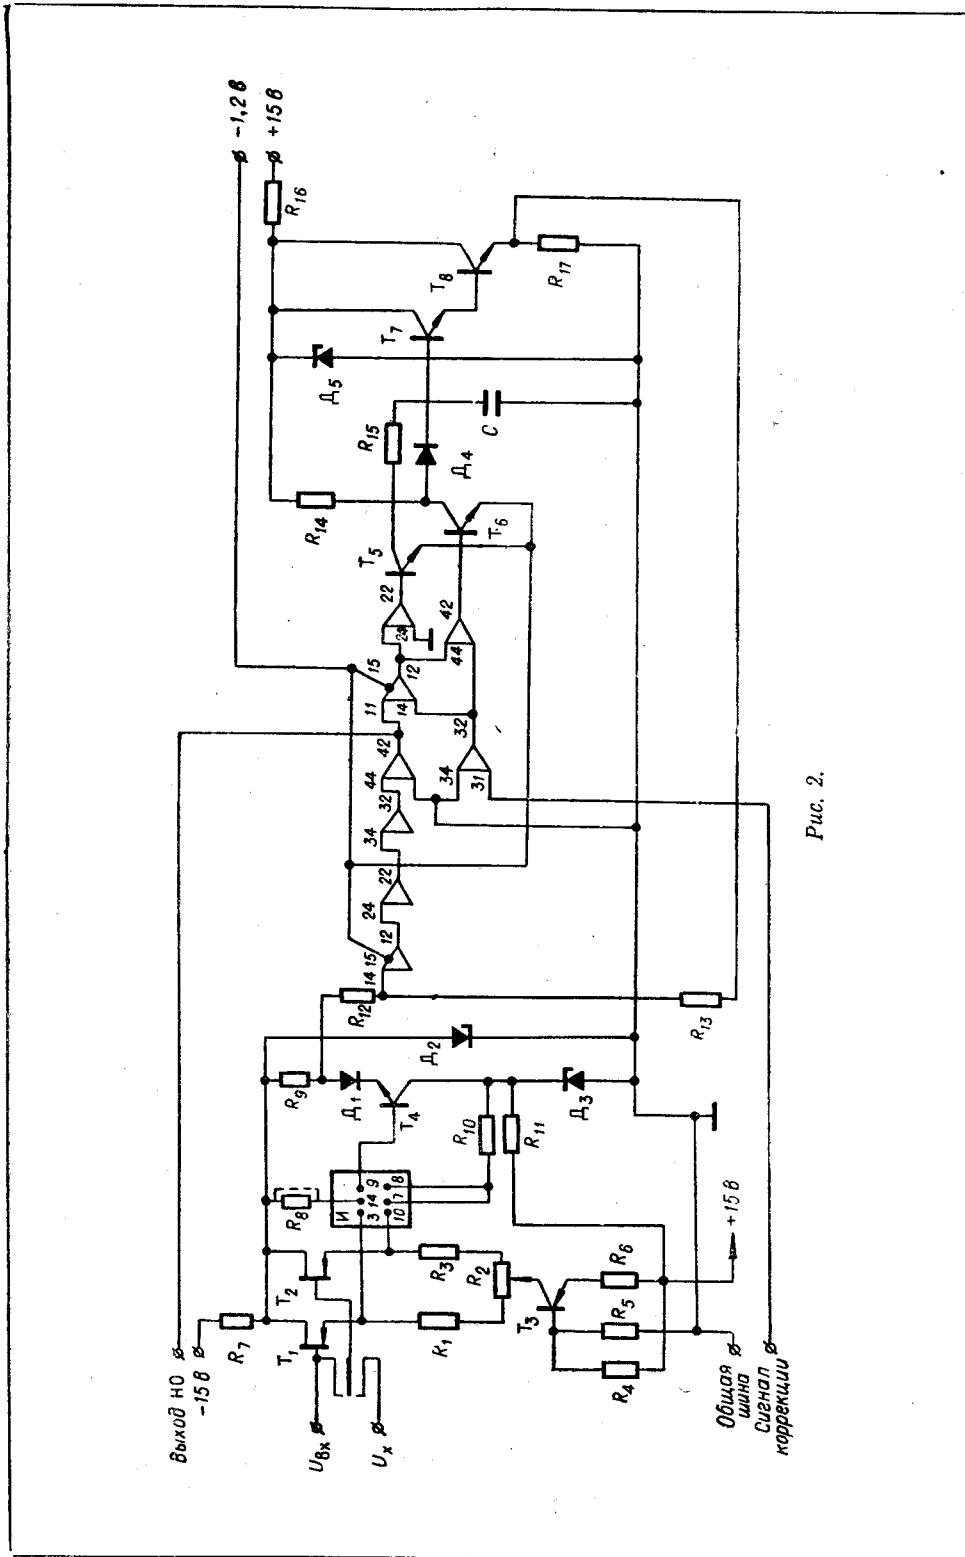 Выход НО
-15 В
Uвх
Uх
Общая
шина
Сигнал
коррекции
+15 В
-1,2 В
+15 В
R7
T1
T2
R8
И
3 14 9
10 7 8
R1
R3
R2
T3
R4
R5
R6
R9
Д1
T4
R10
R11
Д2
Д3
R12
R13
14 15 12
24 22
34 32
44 42
34 31 32
11 15 14 12
24 22
44 42
T5
T6
R14
R15
С
Д4
Д5
T7
T8
R16
R17
Рис. 2.